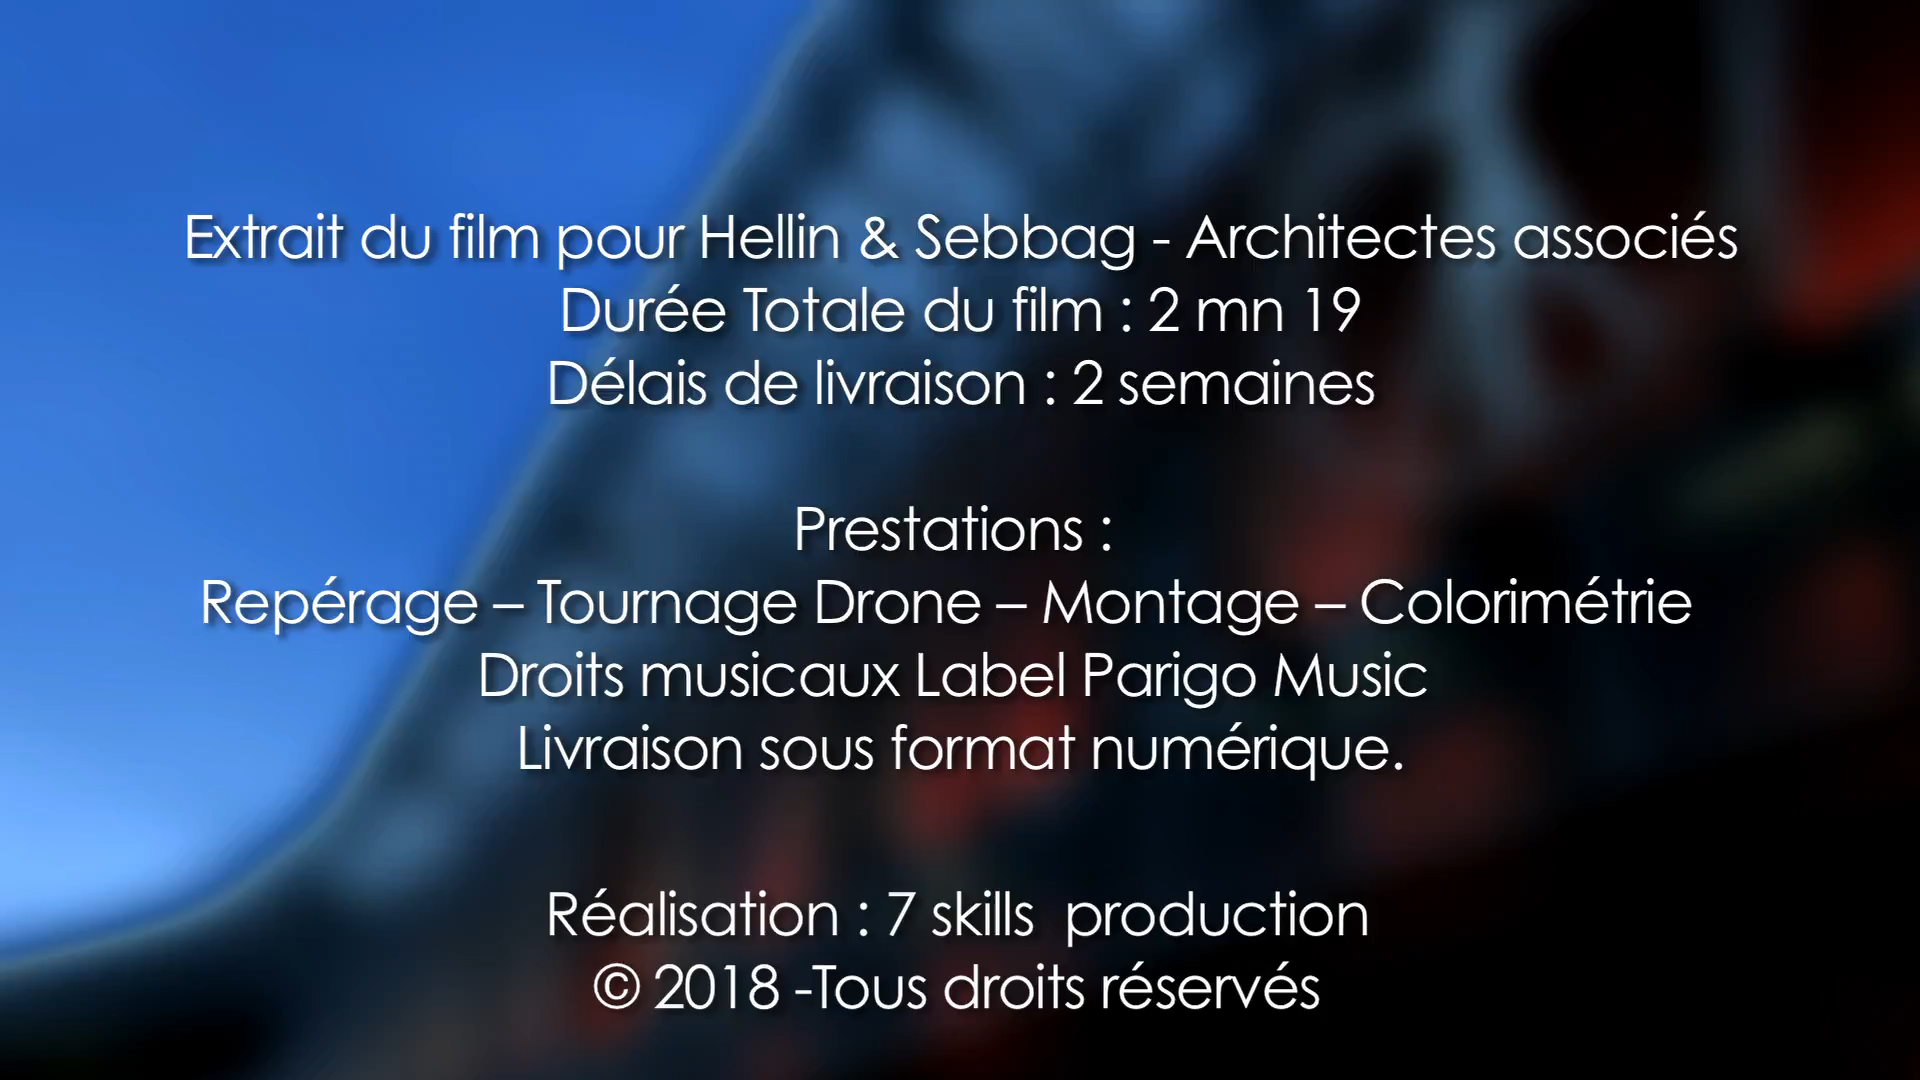 Extrait du film pour Hellin & Sebbag - Architectes associés
Durée Totale du film : 2 mn 19
Délais de livraison : 2 semaines
Prestations :
Repérage – Tournage Drone – Montage – Colorimétrie
Droits musicaux Label Parigo Music
Livraison sous format numérique.
Réalisation : 7 skills  production
© 2018 -Tous droits réservés